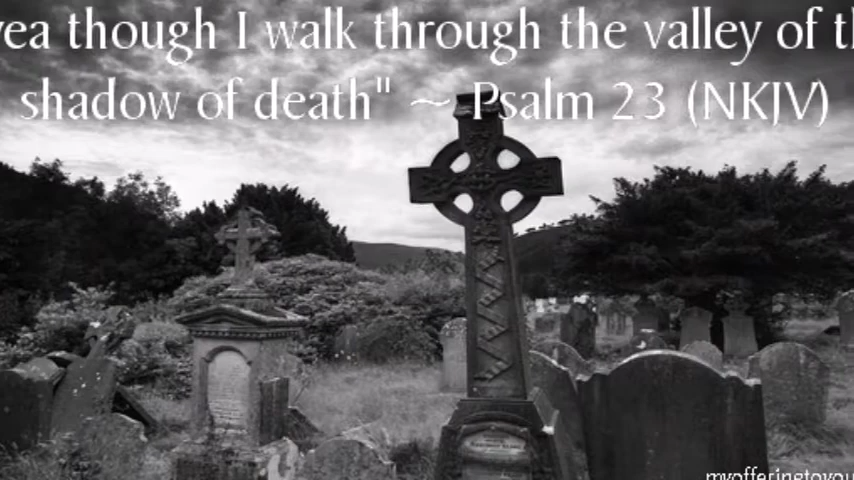 yea though I walk through the valley of th
shadow of death" ~ Psalm 23 (NKJV)
myofferingtoyou